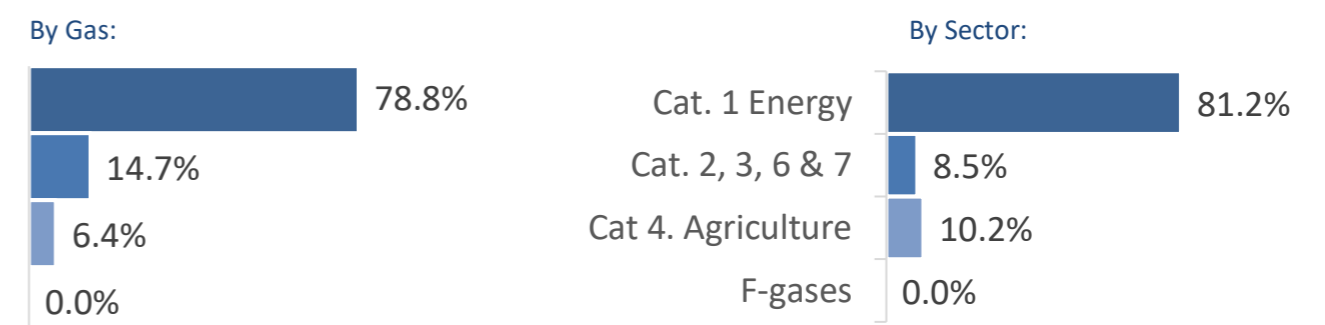 By Gas:
78.8%
14.7%
6.4%
0.0%
By Sector:
Cat. 1 Energy 81.2%
Cat. 2, 3, 6 & 7 8.5%
Cat 4. Agriculture 10.2%
F-gases 0.0%